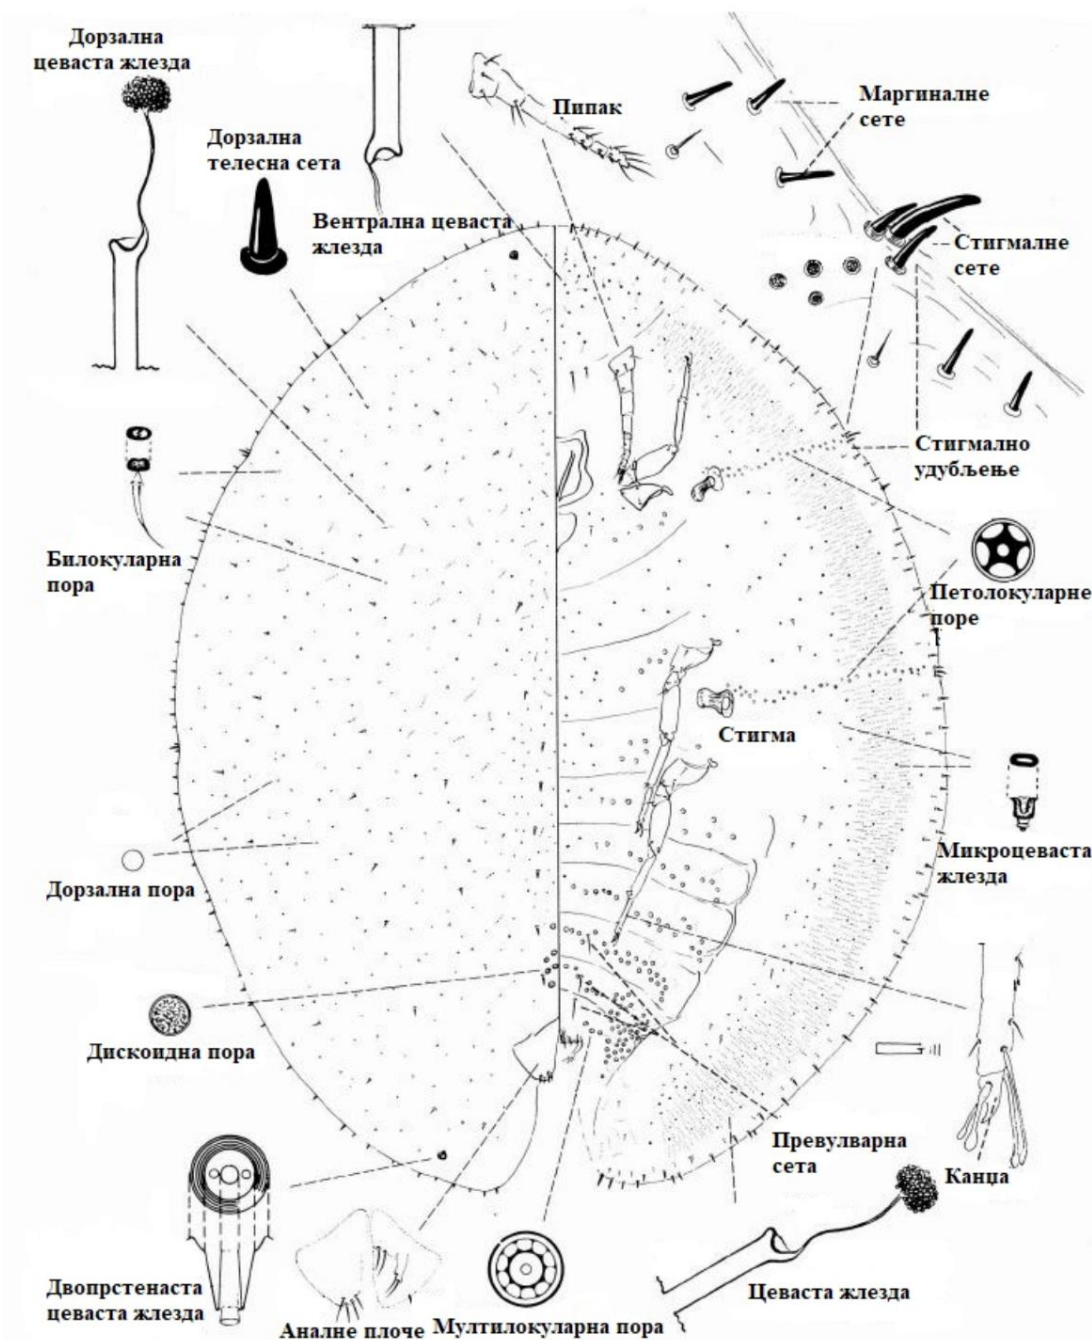 Дорзална
цеваста жлезда
Дорзална
телесна сета
Вентрална цеваста
жлезда
Пипак
Маргиналне
сете
Стигмалне
сете
Стигмално
удубљење
Билокуларна
пора
Петолокуларне
поре
Стигма
Микроцеваста
жлезда
Дорзална пора
Дискоидна пора
Превулварна
сета
Канџа
Двопрстенаста
цеваста жлезда
Аналне плоче
Мултилокуларна пора
Цеваста жлезда